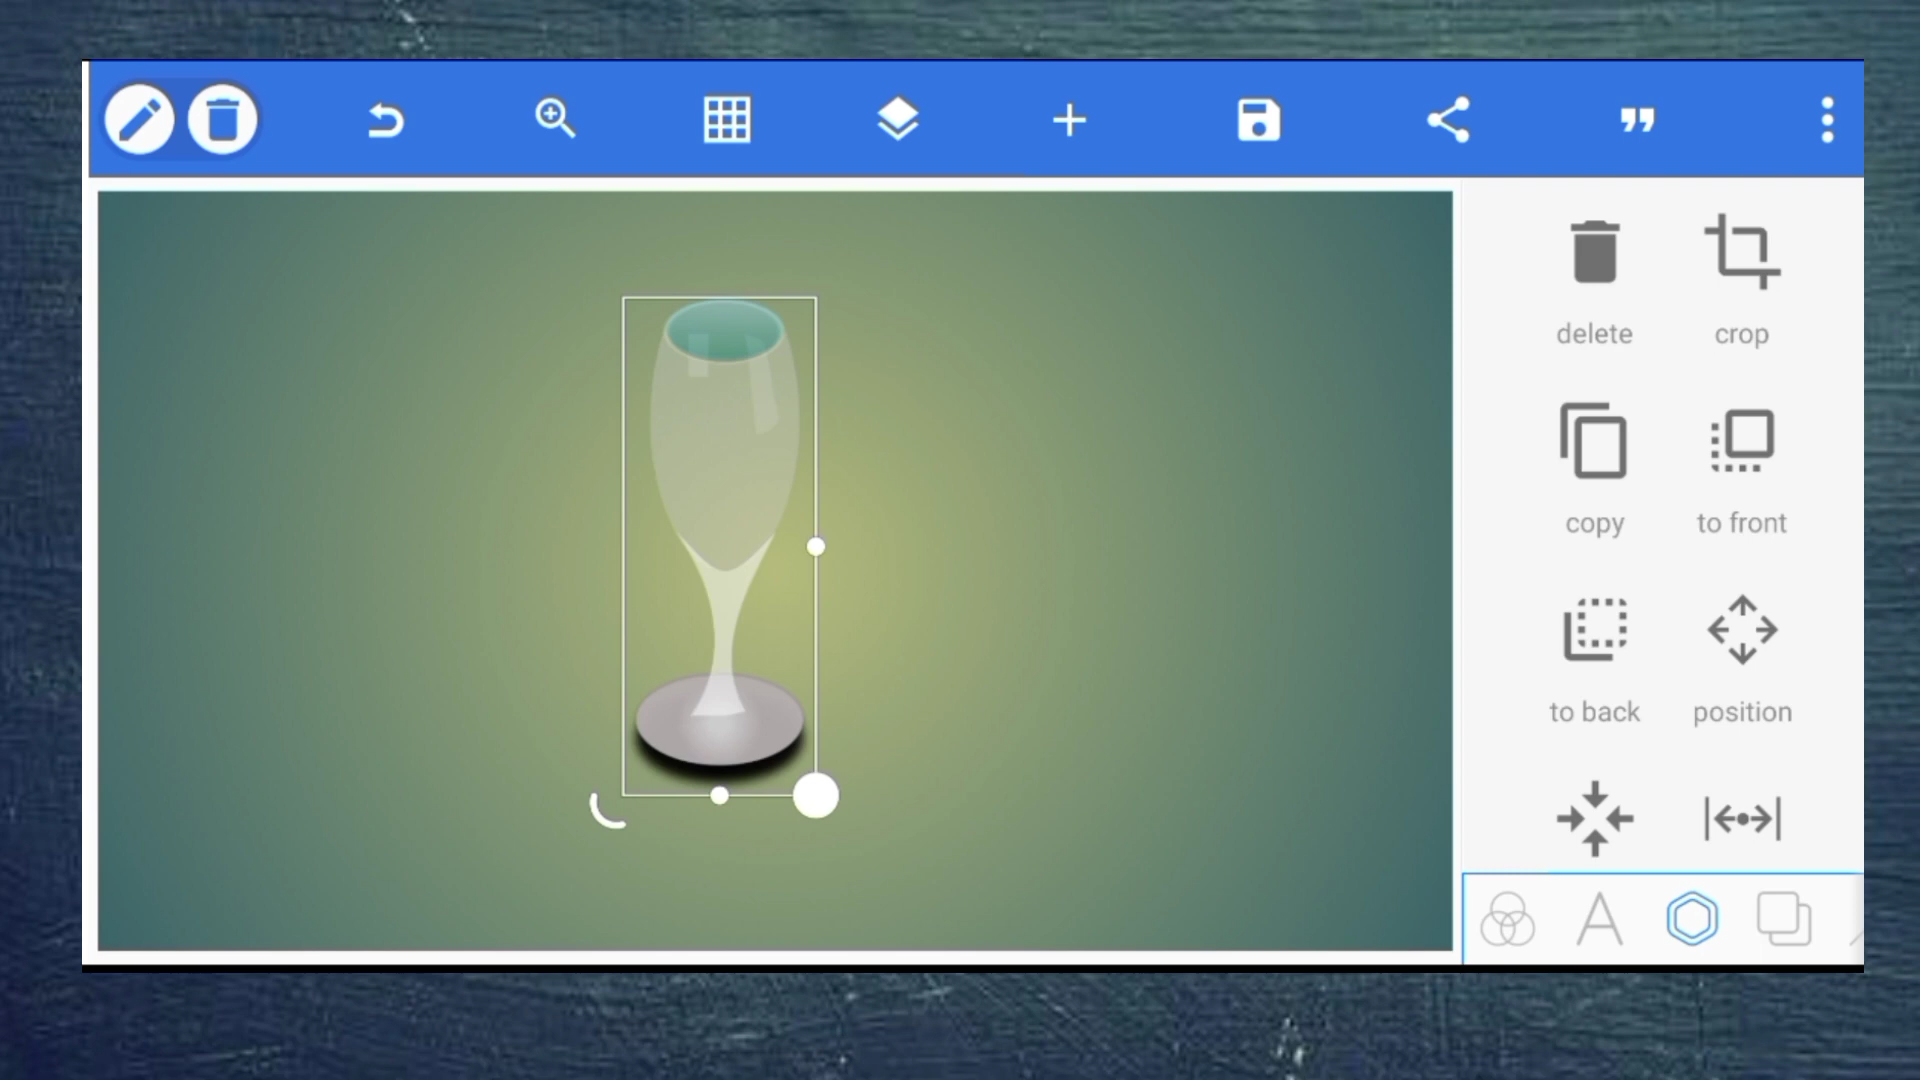 delete
crop
copy
to front
to back
position